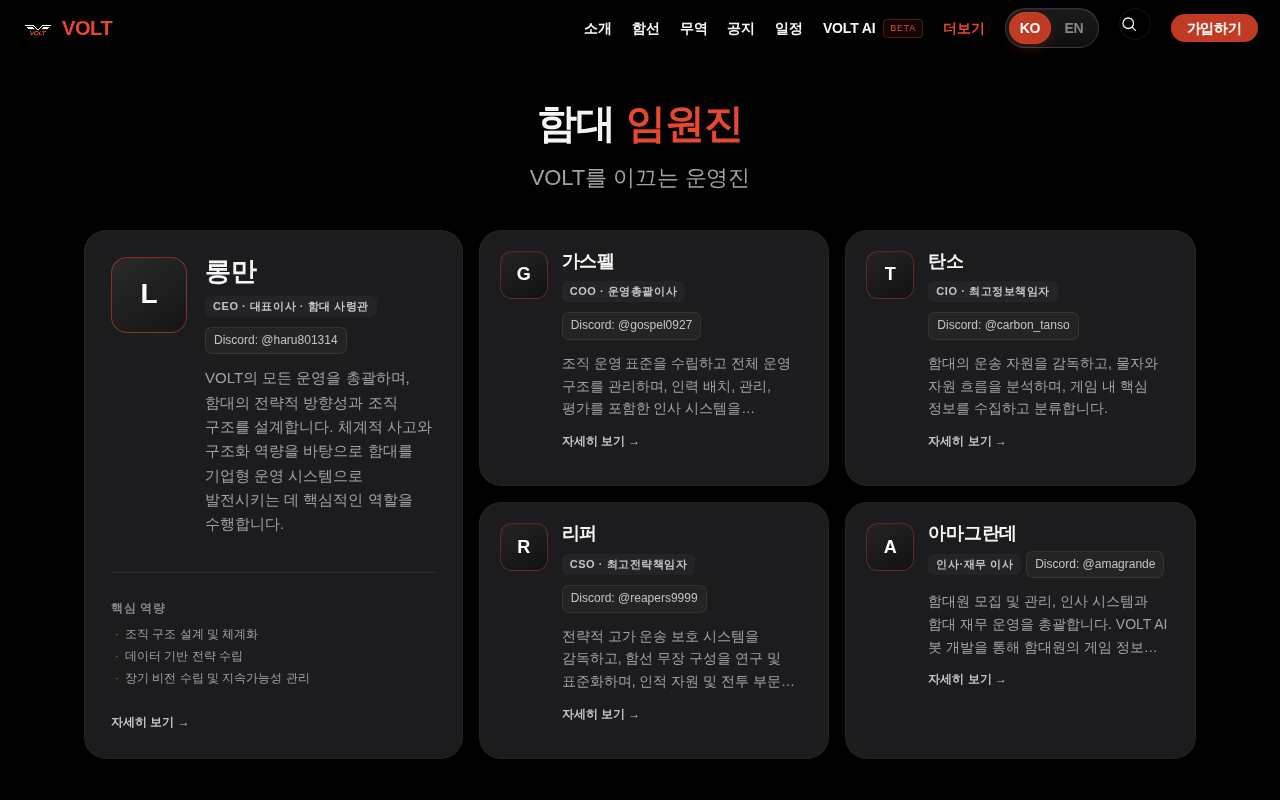 VOLT
VOLT
소개
함선
무역
공지
일정
VOLT AI BETA
더보기
KO
EN
가입하기
함대 임원진
VOLT를 이끄는 운영진
L
롱만
CEO · 대표이사 · 함대 사령관
Discord: @haru801314
VOLT의 모든 운영을 총괄하며,
함대의 전략적 방향성과 조직
구조를 설계합니다. 체계적 사고와
구조화 역량을 바탕으로 함대를
기업형 운영 시스템으로
발전시키는 데 핵심적인 역할을
수행합니다.
핵심 역량
· 조직 구조 설계 및 체계화
· 데이터 기반 전략 수립
· 장기 비전 수립 및 지속가능성 관리
자세히 보기 →
G
가스펠
COO · 운영총괄이사
Discord: @gospel0927
조직 운영 표준을 수립하고 전체 운영
구조를 관리하며, 인력 배치, 관리,
평가를 포함한 인사 시스템을…
자세히 보기 →
T
탄소
CIO · 최고정보책임자
Discord: @carbon_tanso
함대의 운송 자원을 감독하고, 물자와
자원 흐름을 분석하며, 게임 내 핵심
정보를 수집하고 분류합니다.
자세히 보기 →
R
리퍼
CSO · 최고전략책임자
Discord: @reapers9999
전략적 고가 운송 보호 시스템을
감독하고, 함선 무장 구성을 연구 및
표준화하며, 인적 자원 및 전투 부문…
자세히 보기 →
A
아마그란데
인사·재무 이사
Discord: @amagrande
함대원 모집 및 관리, 인사 시스템과
함대 재무 운영을 총괄합니다. VOLT AI
봇 개발을 통해 함대원의 게임 정보…
자세히 보기 →